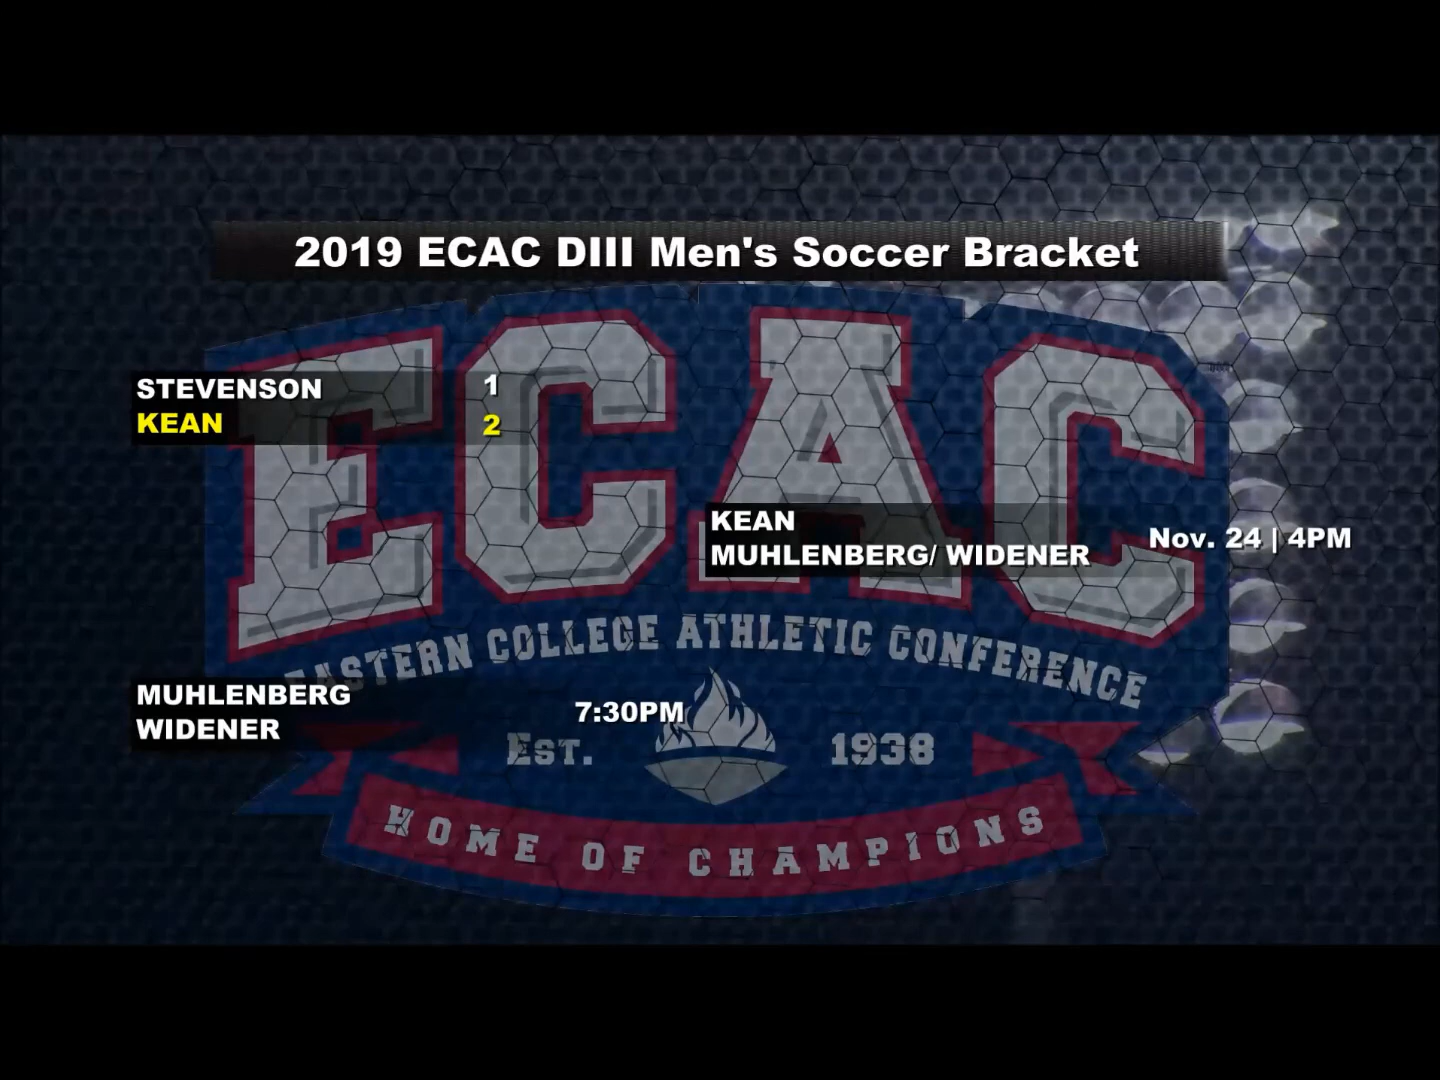 2019 ECAC DIII Men's Soccer Bracket
ECAC
STEVENSON 1
KEAN 2
KEAN
MUHLENBERG/ WIDENER
Nov. 24 | 4PM
EASTERN COLLEGE ATHLETIC CONFERENCE
MUHLENBERG
WIDENER
7:30PM
EST. 1938
HOME OF CHAMPIONS